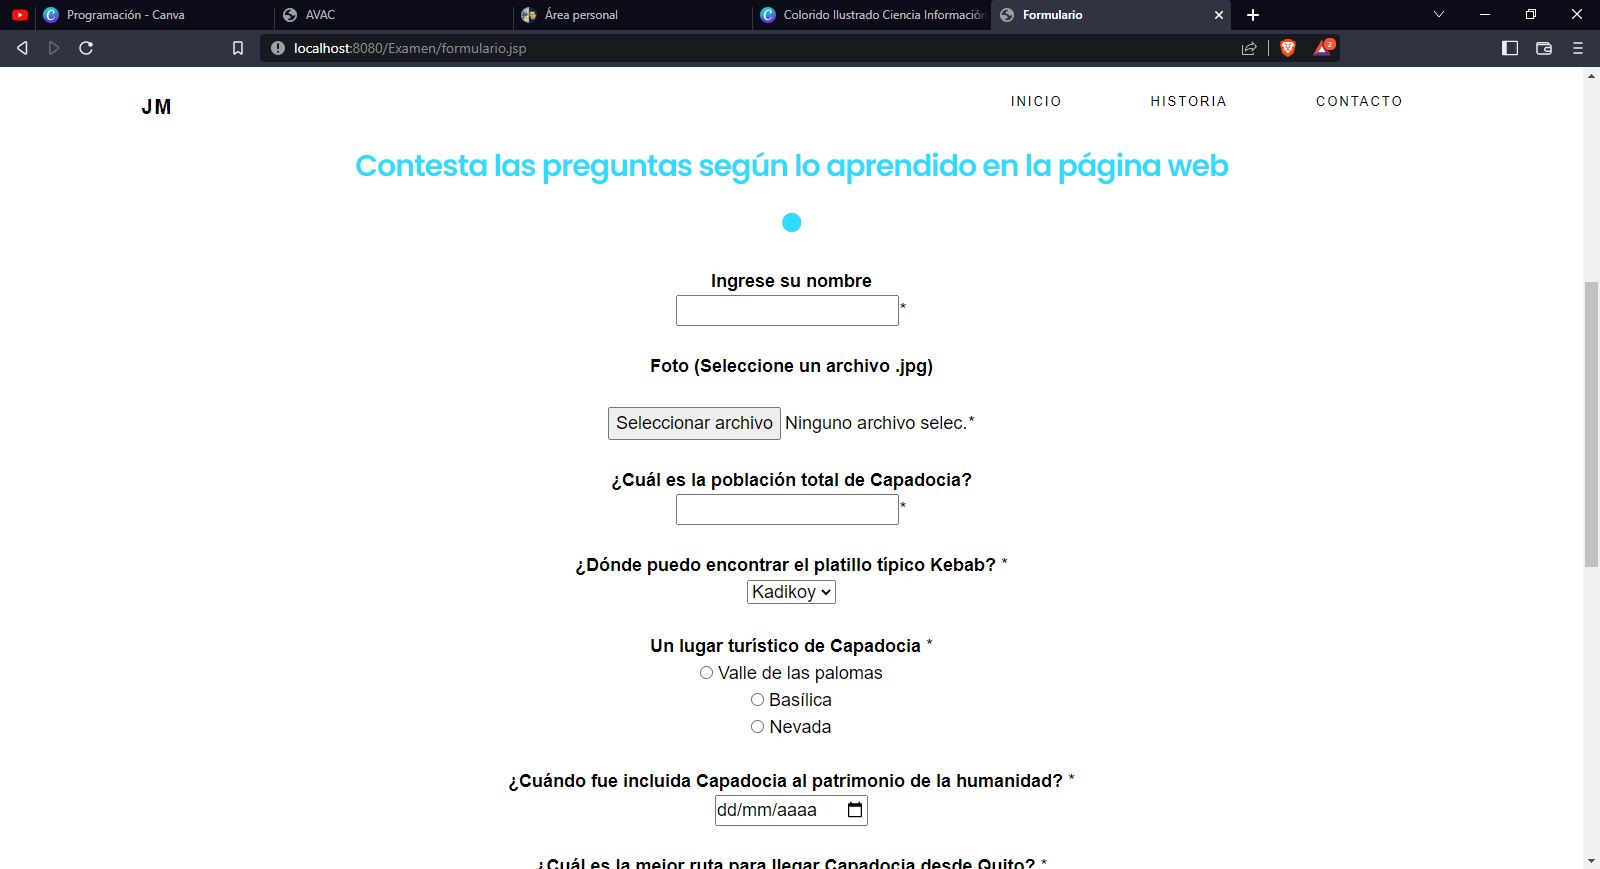 Programación - Canva
AVAC
Área personal
Colorido Ilustrado Ciencia Información
Formulario
localhost:8080/Examen/formulario.jsp
2
JM
INICIO
HISTORIA
CONTACTO
Contesta las preguntas según lo aprendido en la página web
Ingrese su nombre
*
Foto (Seleccione un archivo .jpg)
Seleccionar archivo Ninguno archivo selec.*
¿Cuál es la población total de Capadocia?
*
¿Dónde puedo encontrar el platillo típico Kebab? *
Kadikoy
Un lugar turístico de Capadocia *
Valle de las palomas
Basílica
Nevada
¿Cuándo fue incluida Capadocia al patrimonio de la humanidad? *
dd/mm/aaaa
¿Cuál es la mejor ruta para llegar Capadocia desde Quito? *